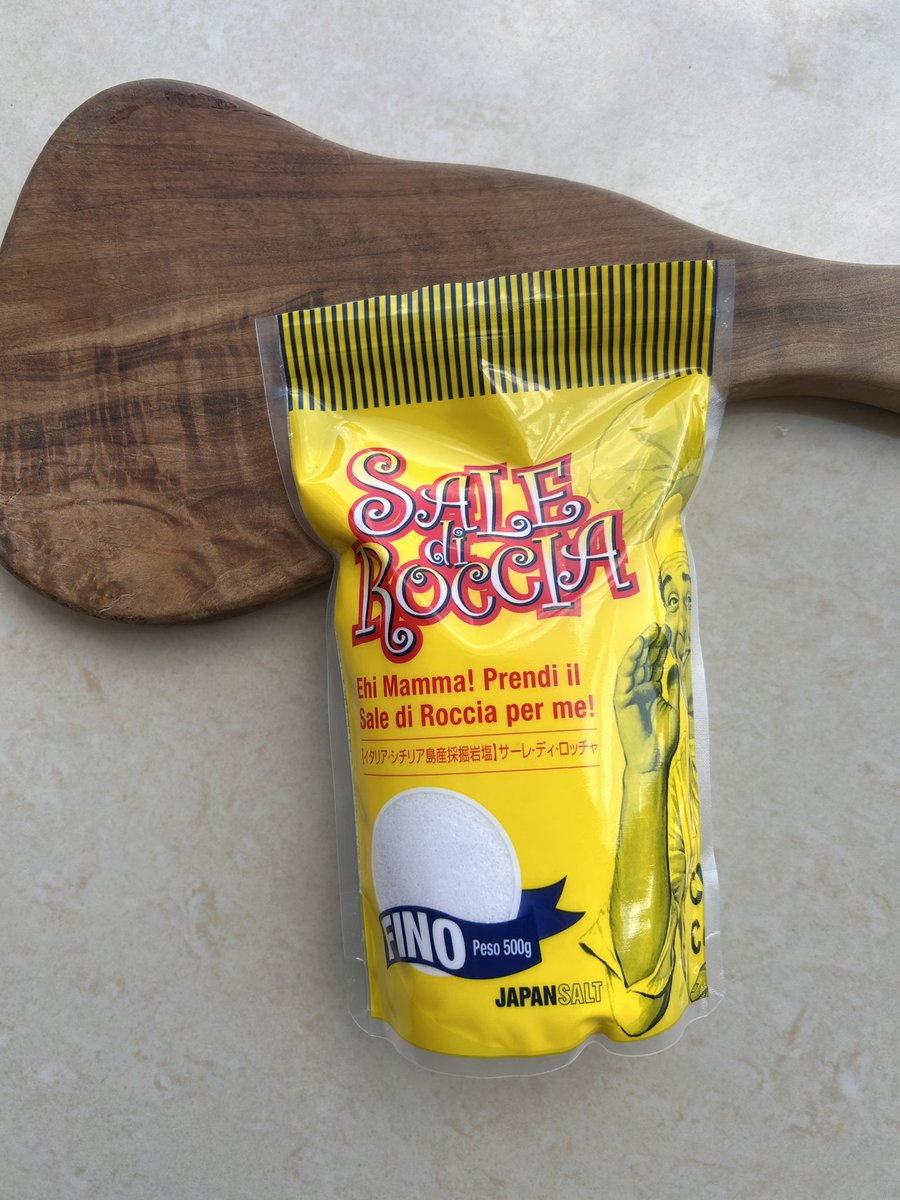 SALE
di
ROCCIA
Ehi Mamma! Prendi il
Sale di Roccia per me!
【イタリア・シチリア島産採掘岩塩】サーレ・ディ・ロッチャ
FINO Peso 500g
JAPANSALT